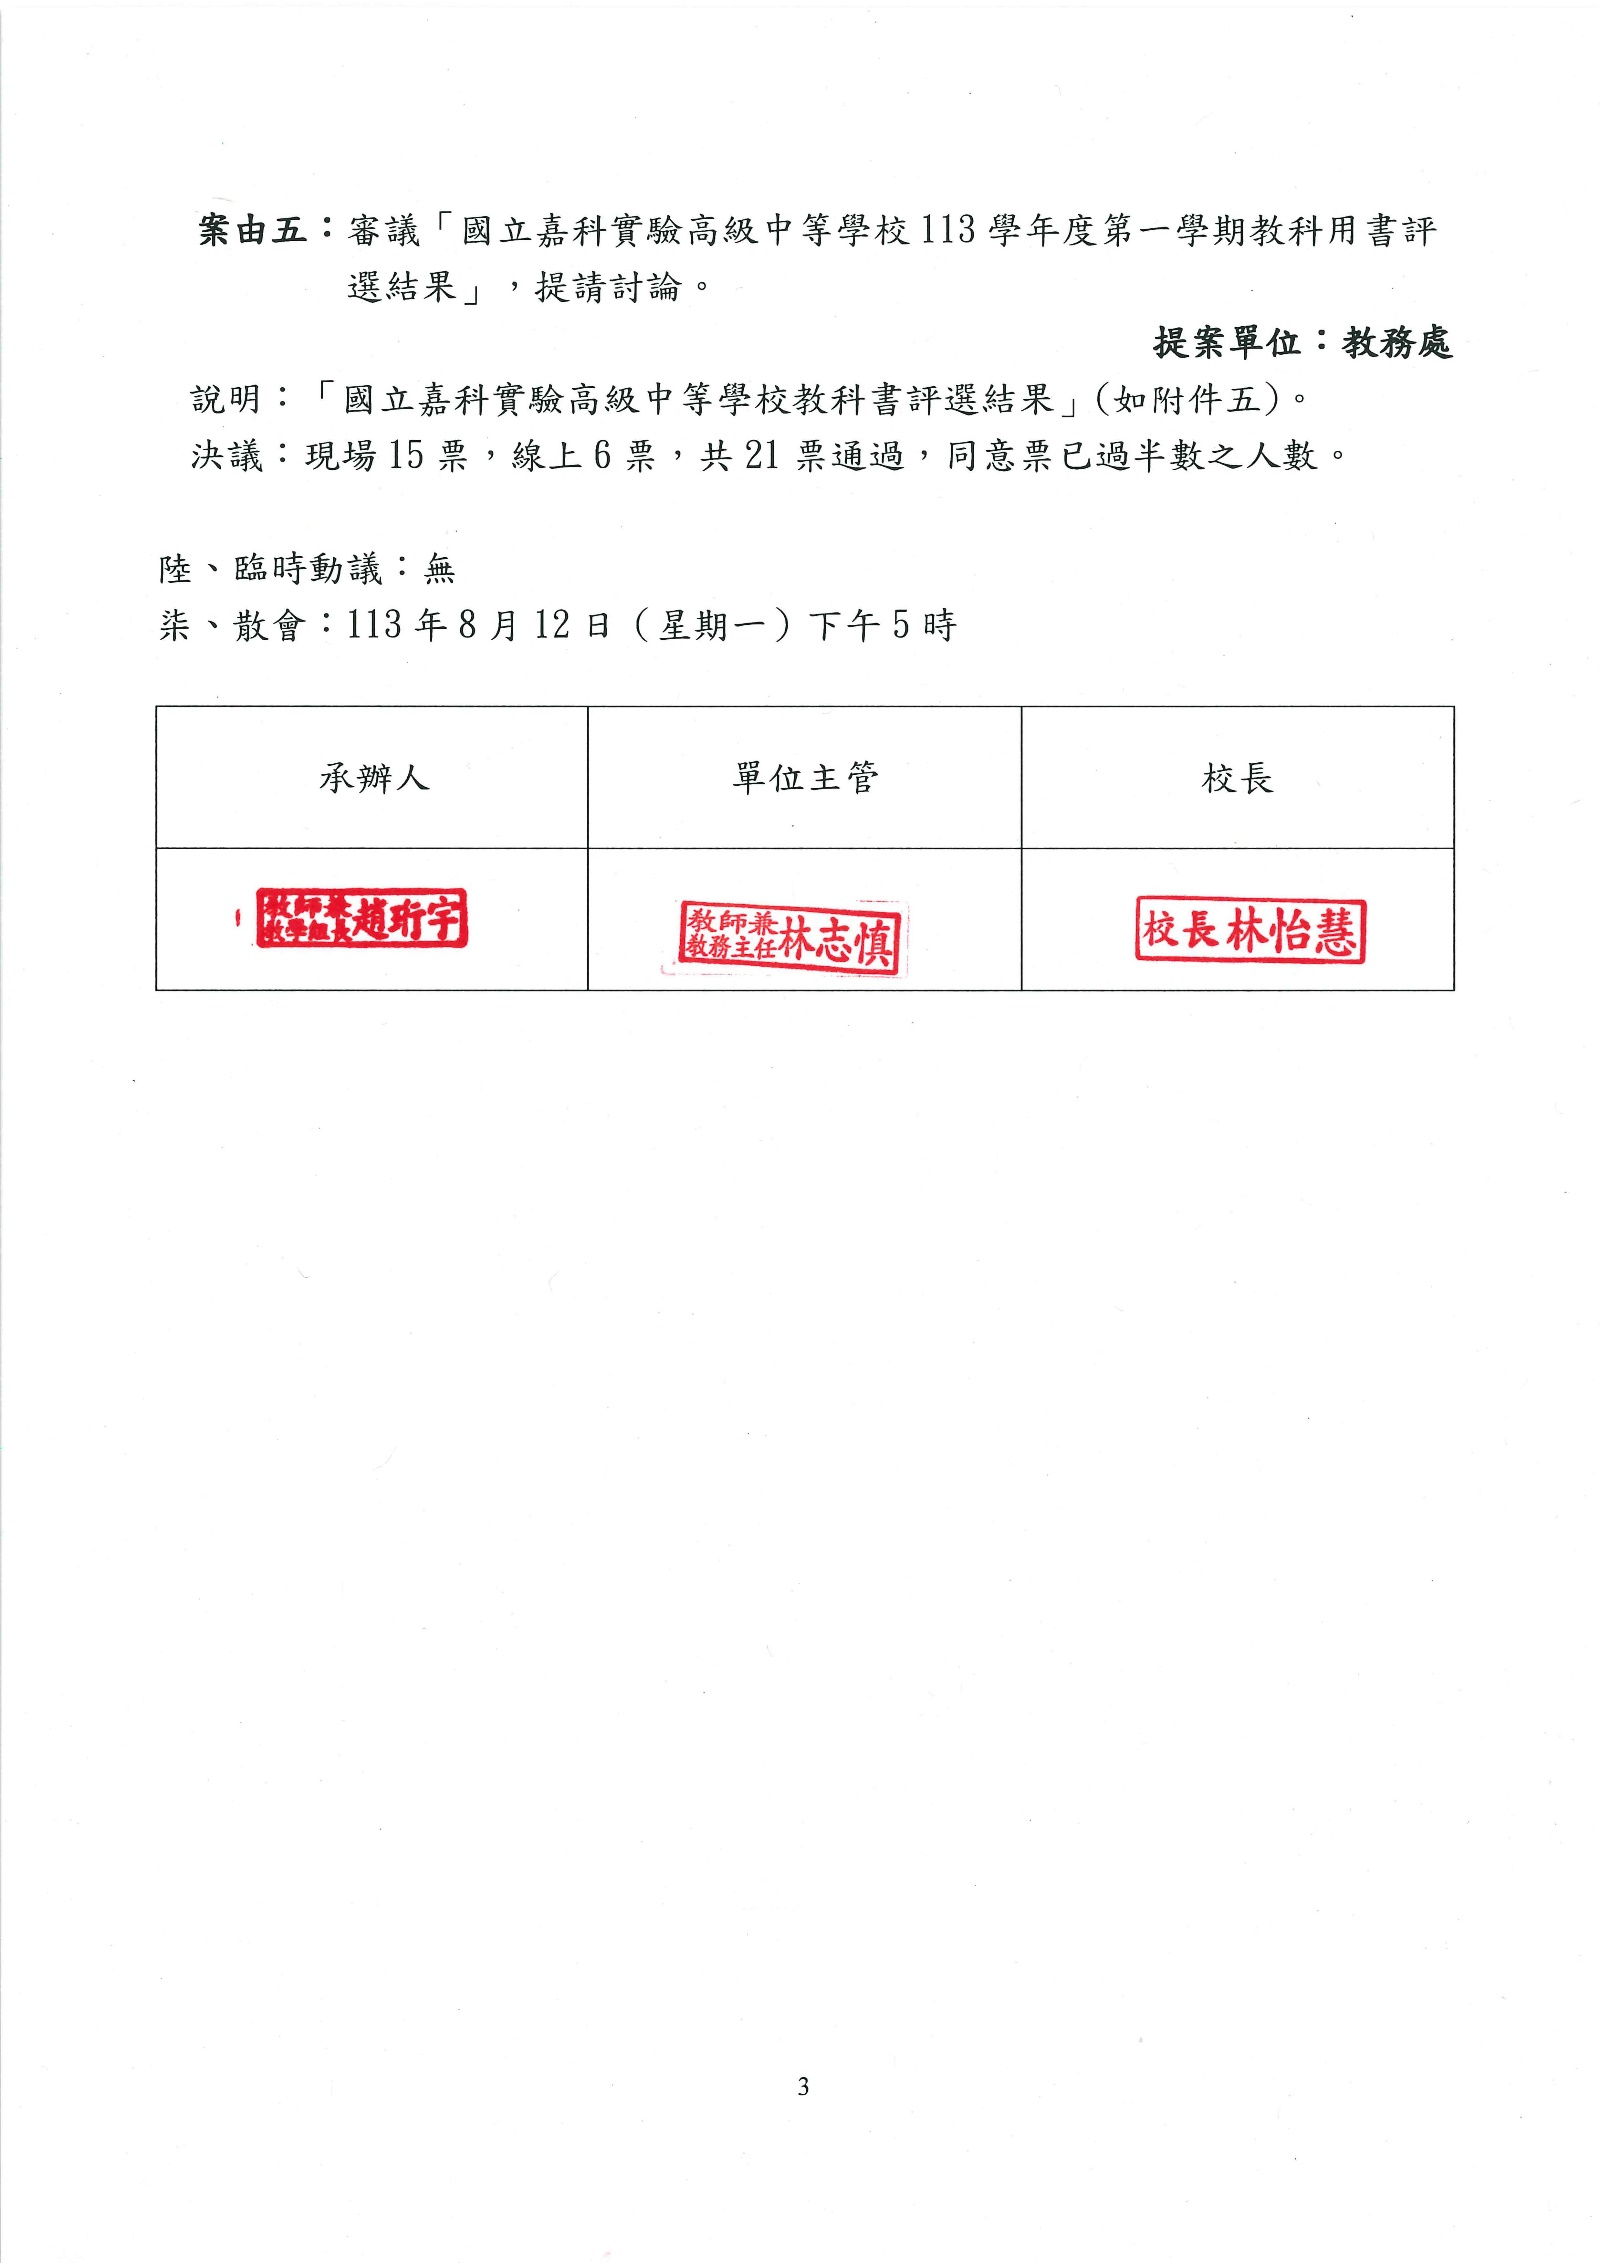 案由五：審議「國立嘉科實驗高級中等學校113學年度第一學期教科用書評
選結果」，提請討論。
提案單位：教務處
說明：「國立嘉科實驗高級中等學校教科書評選結果」(如附件五)。
決議：現場15票，線上6票，共21票通過，同意票已過半數之人數。
陸、臨時動議：無
柒、散會：113年8月12日（星期一）下午5時
承辦人
單位主管
校長
教師兼
教學組長趙珩宇
教師兼
教務主任林志慎
校長林怡慧
3